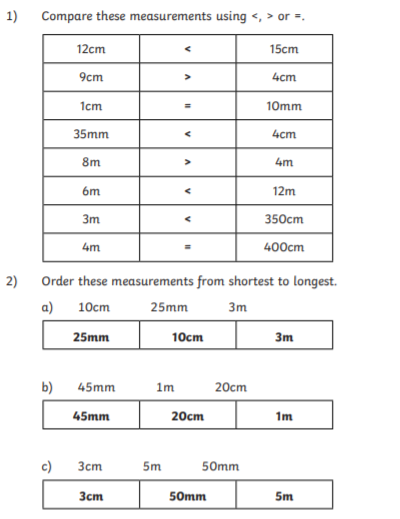 1) Compare these measurements using <, > or =.
12cm < 15cm
9cm > 4cm
1cm = 10mm
35mm < 4cm
8m > 4m
6m < 12m
3m < 350cm
4m = 400cm
2) Order these measurements from shortest to longest.
a) 10cm 25mm 3m
25mm 10cm 3m
b) 45mm 1m 20cm
45mm 20cm 1m
c) 3cm 5m 50mm
3cm 50mm 5m